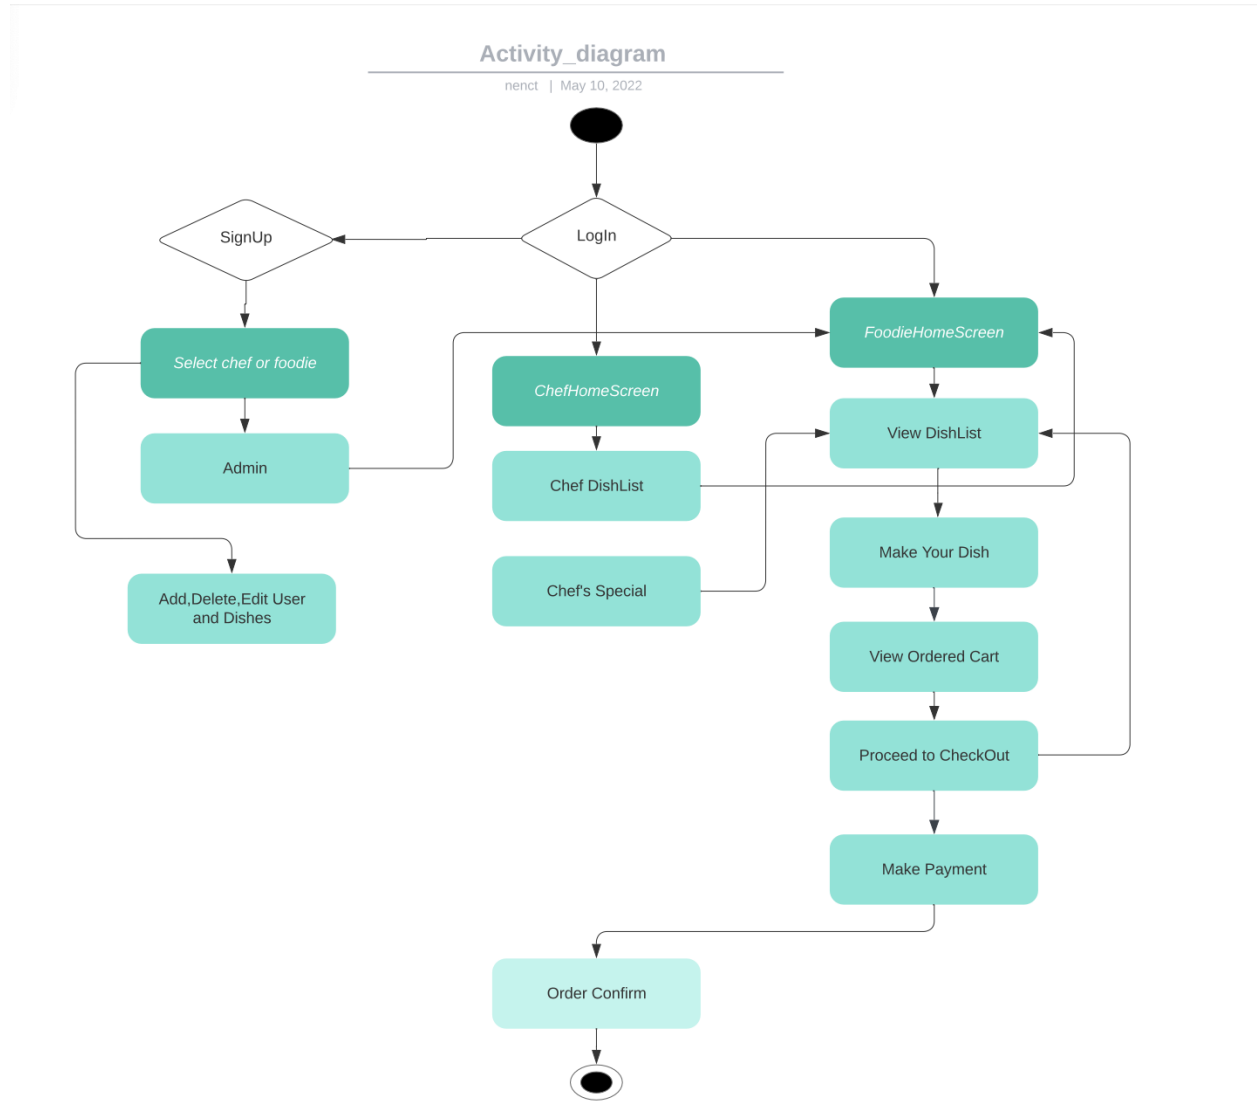 Activity_diagram
nenct | May 10, 2022
SignUp
LogIn
Select chef or foodie
FoodieHomeScreen
ChefHomeScreen
View DishList
Admin
Chef DishList
Make Your Dish
Chef's Special
Add,Delete,Edit User
and Dishes
View Ordered Cart
Proceed to CheckOut
Make Payment
Order Confirm